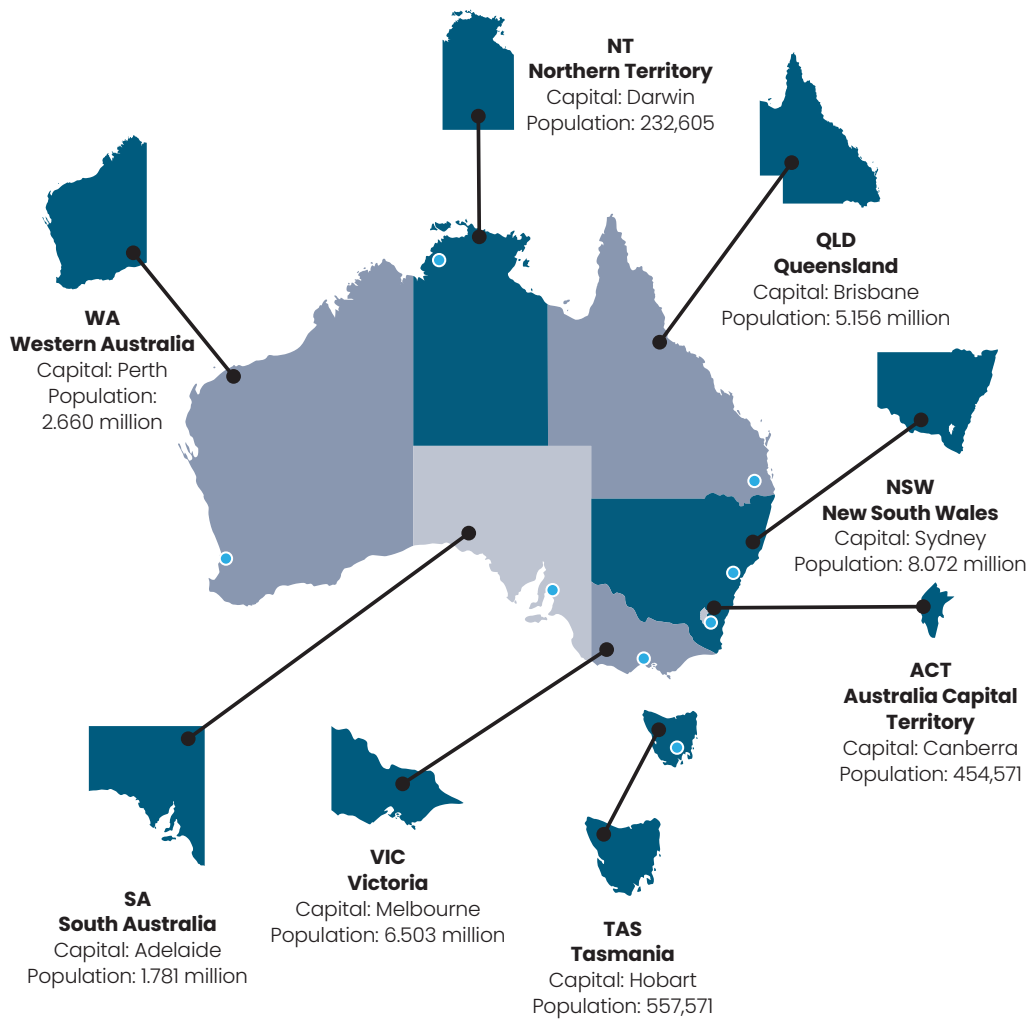 NT
Northern Territory
Capital: Darwin
Population: 232,605
QLD
Queensland
Capital: Brisbane
Population: 5.156 million
WA
Western Australia
Capital: Perth
Population:
2.660 million
NSW
New South Wales
Capital: Sydney
Population: 8.072 million
ACT
Australia Capital
Territory
Capital: Canberra
Population: 454,571
VIC
Victoria
Capital: Melbourne
Population: 6.503 million
SA
South Australia
Capital: Adelaide
Population: 1.781 million
TAS
Tasmania
Capital: Hobart
Population: 557,571